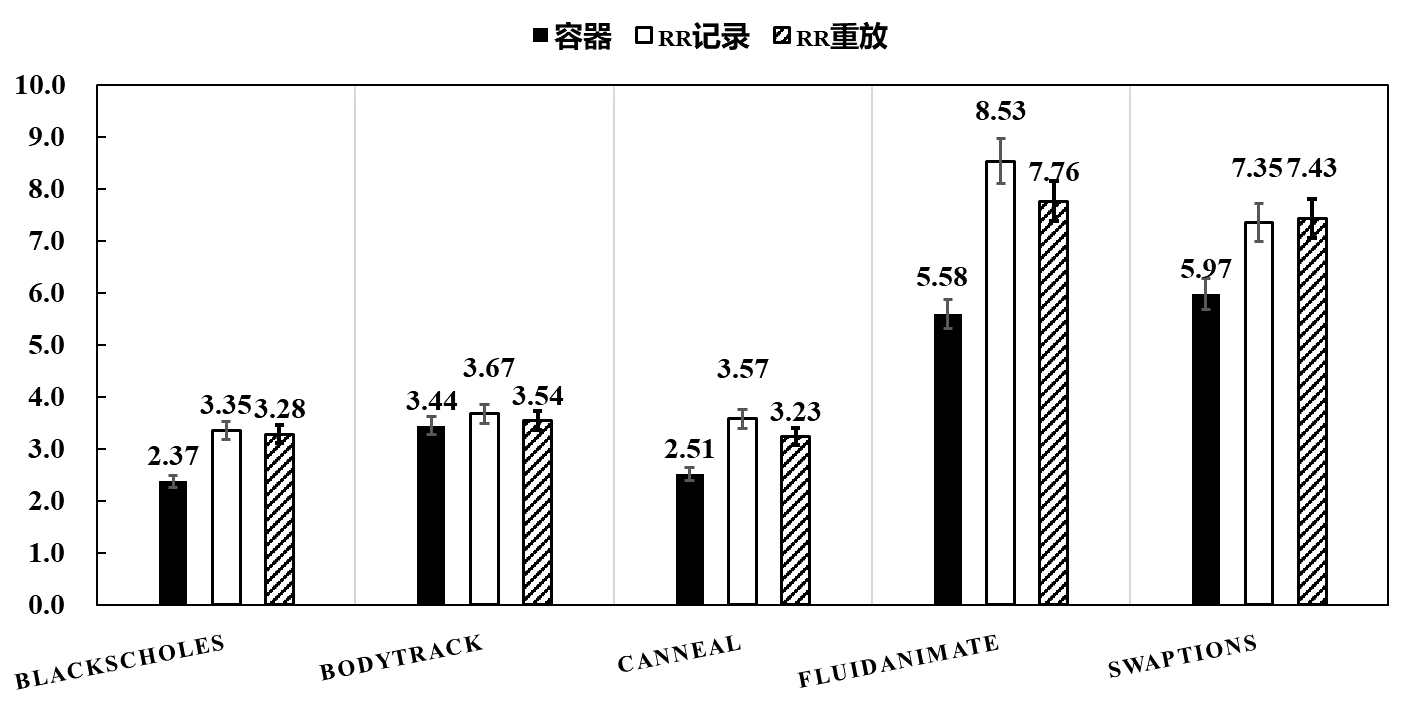 容器 RR记录 RR重放
10.0
9.0
8.0
7.0
6.0
5.0
4.0
3.0
2.0
1.0
0.0
2.37 3.35 3.28
3.44 3.67 3.54
2.51 3.57 3.23
5.58 8.53 7.76
5.97 7.35 7.43
BLACKSCHOLES
BODYTRACK
CANNEAL
FLUIDANIMATE
SWAPTIONS